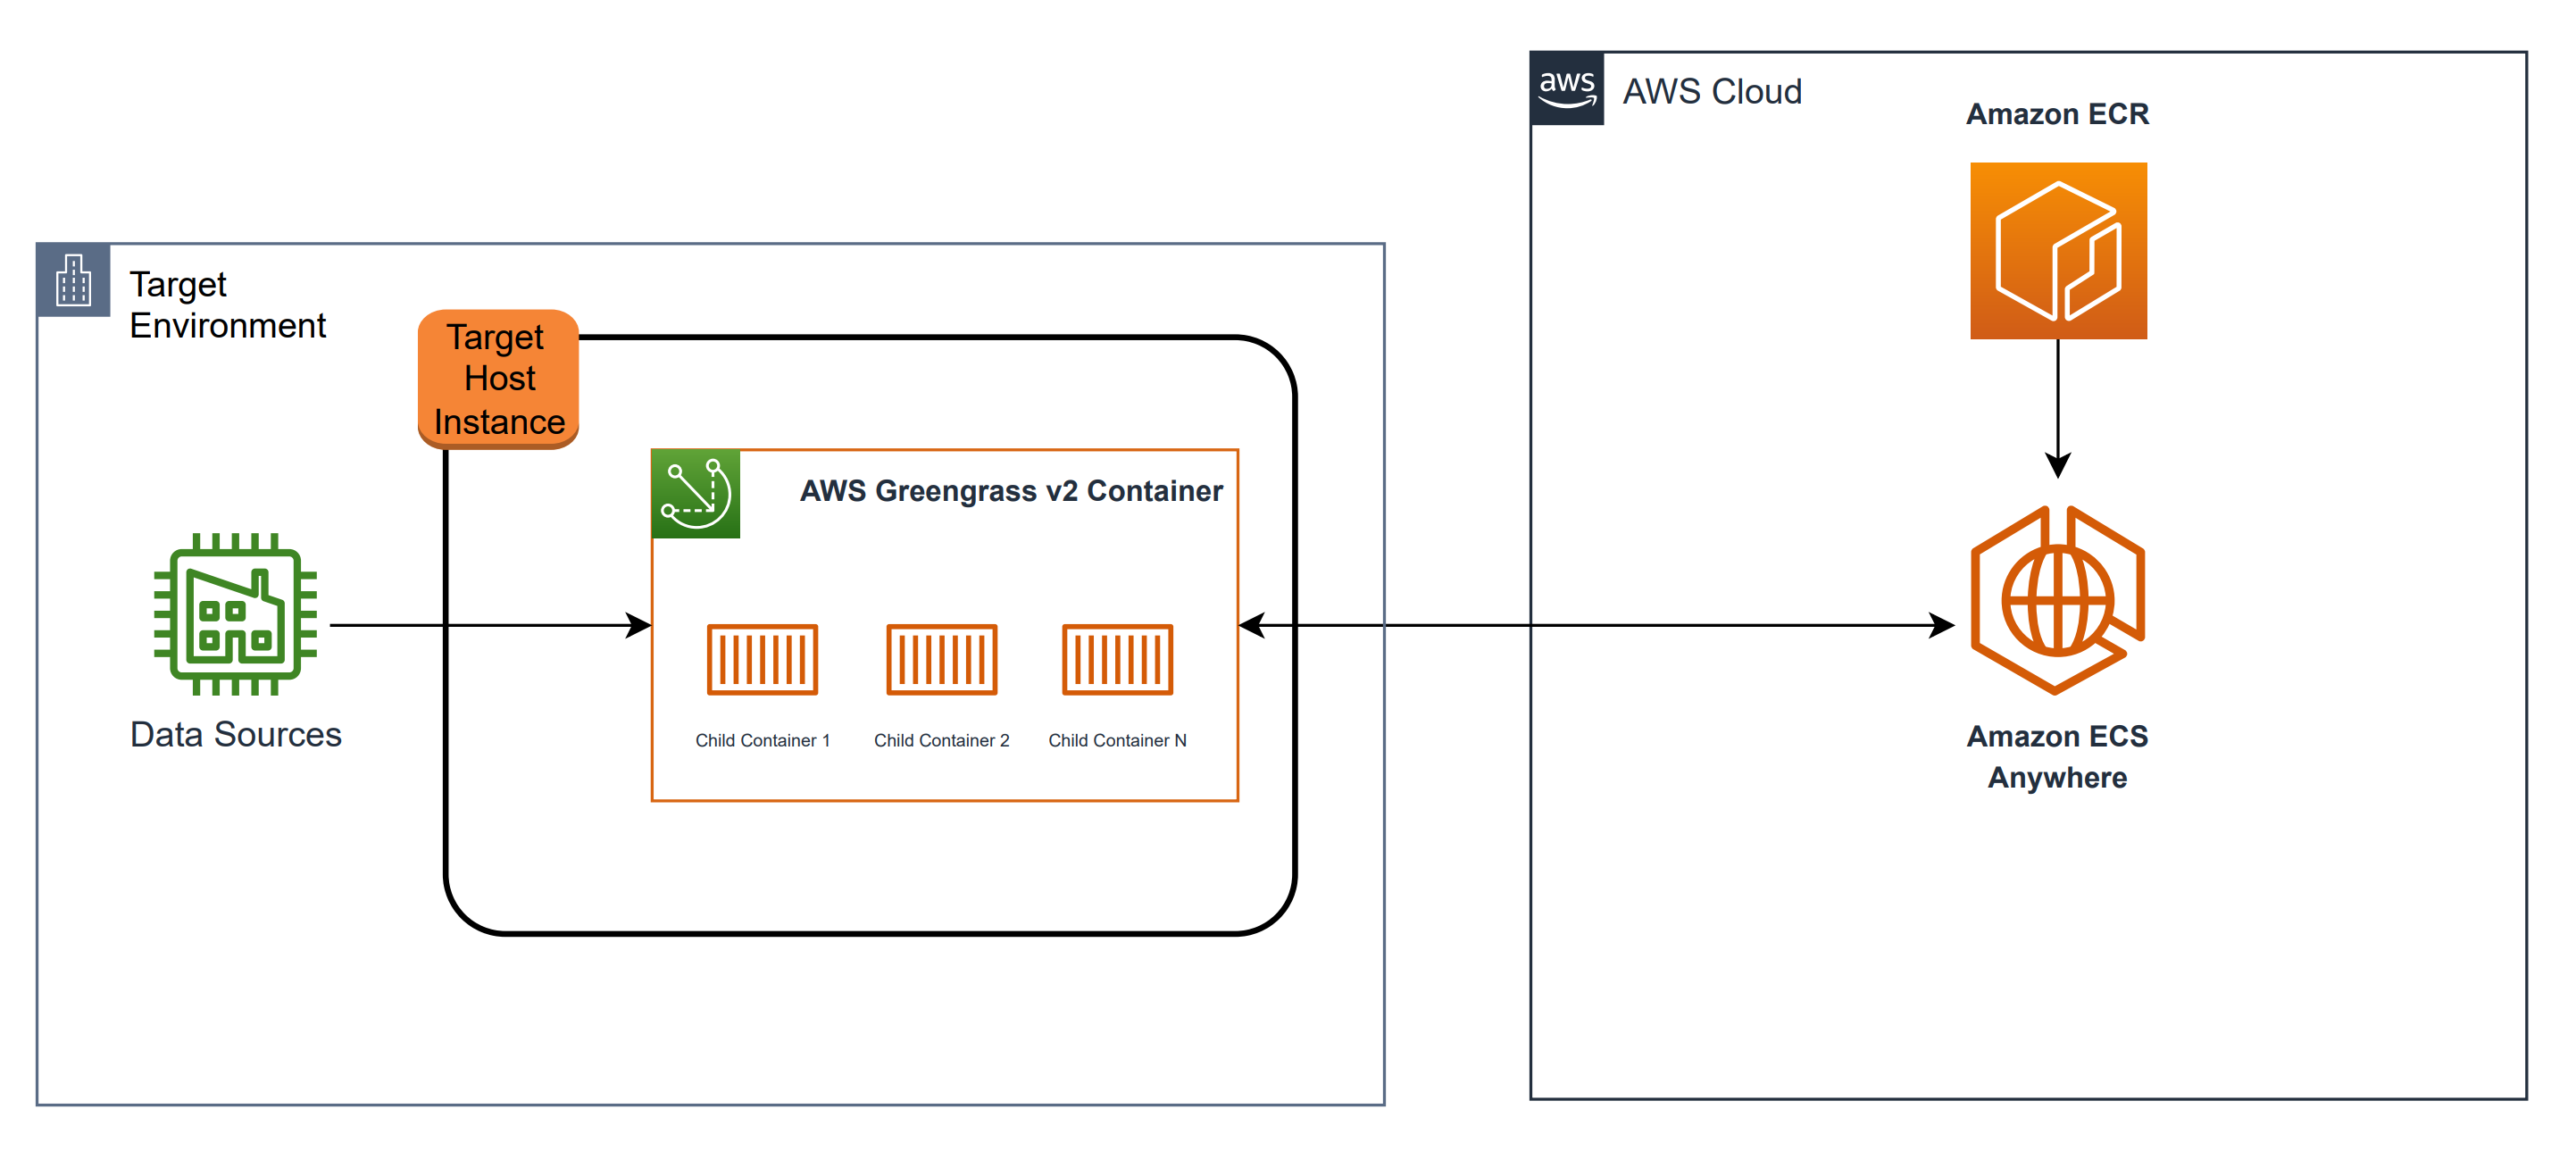 aws
AWS Cloud
Amazon ECR
Target
Environment
Target
Host
Instance
AWS Greengrass v2 Container
Child Container 1
Child Container 2
Child Container N
Data Sources
Amazon ECS
Anywhere